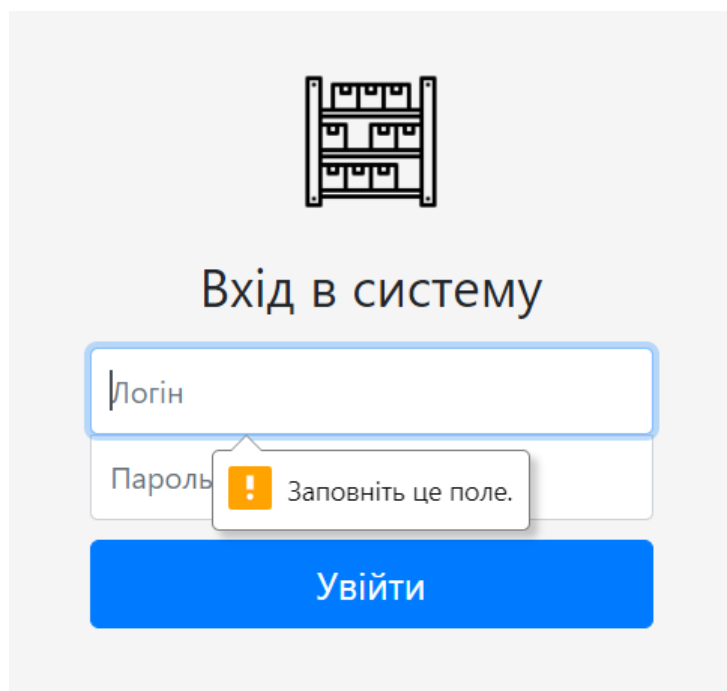 Вхід в систему
Логін
Пароль
Заповніть це поле.
Увійти